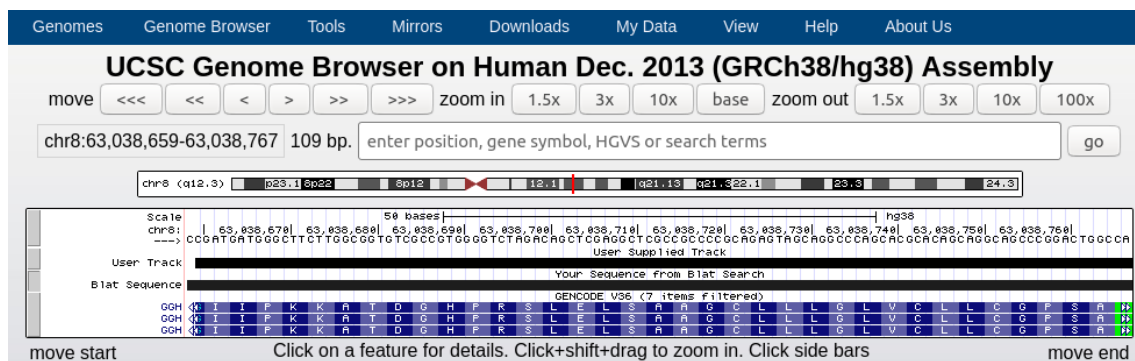 Genomes Genome Browser Tools Mirrors Downloads My Data View Help About Us
UCSC Genome Browser on Human Dec. 2013 (GRCh38/hg38) Assembly
move <<< << < > >> >>> zoom in 1.5x 3x 10x base zoom out 1.5x 3x 10x 100x
chr8:63,038,659-63,038,767 109 bp. enter position, gene symbol, HGVS or search terms go
chr8 (q12.3) p23.1 8p22 8p12 12.1 q21.13 q21.3 22.1 23.3 24.3
Scale 50 bases hg38
chr8: 63,038,670 63,038,680 63,038,690 63,038,700 63,038,710 63,038,720 63,038,730 63,038,740 63,038,750 63,038,760
---> CCGATGATGGGCTTCTTGGCGGTGTCGCCGTGGGGTCTAGACAGCTCGAGGCTCGCCGCCCCGCAGAGTAGCAGGCCCAGCACGCACAGCAGGCAGCCCGGACTGGCCA
User Supplied Track
User Track
Your Sequence from Blat Search
Blat Sequence
GENCODE V36 (7 items filtered)
GGH G I I P K K A T D G H P R S L E L S A A G C L L L G L V C L L C G P S A
GGH G I I P K K A T D G H P R S L E L S A A G C L L L G L V C L L C G P S A
GGH G I I P K K A T D G H P R S L E L S A A G C L L L G L V C L L C G P S A
move start Click on a feature for details. Click+shift+drag to zoom in. Click side bars move end